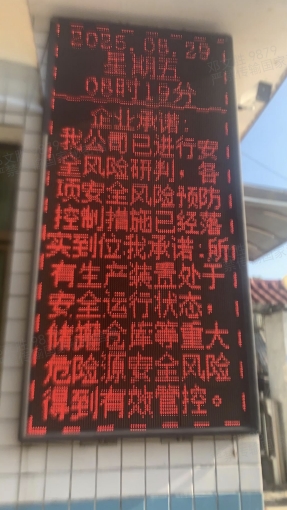 2025.08.29
星期五
08时19分
企业承诺:
我公司已进行安
全风险研判，各
项安全风险预防
控制措施已经落
实到位我承诺:所
有生产装置处于
安全运行状态，
储罐仓库等重大
危险源安全风险
得到有效管控。